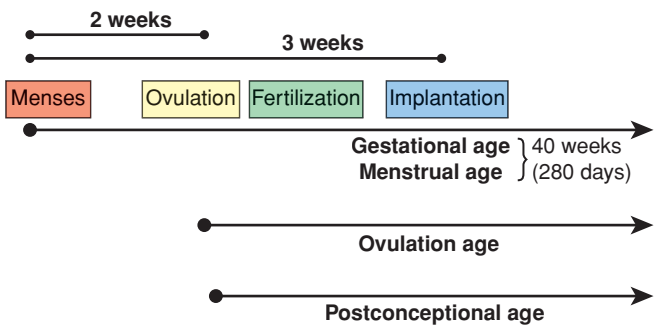 2 weeks
3 weeks
Menses
Ovulation
Fertilization
Implantation
Gestational age
Menstrual age
40 weeks
(280 days)
Ovulation age
Postconceptional age